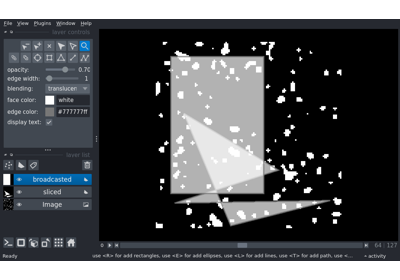 File View Plugins Window Help
layer controls
opacity: 0.70
edge width: 1
blending: translucen
face color: white
edge color: #777777ff
display text:
layer list
broadcasted
sliced
Image
64 127
Ready use <R> for add rectangles, use <E> for add ellipses, use <L> for add lines, use <T> for add path, use <... activity